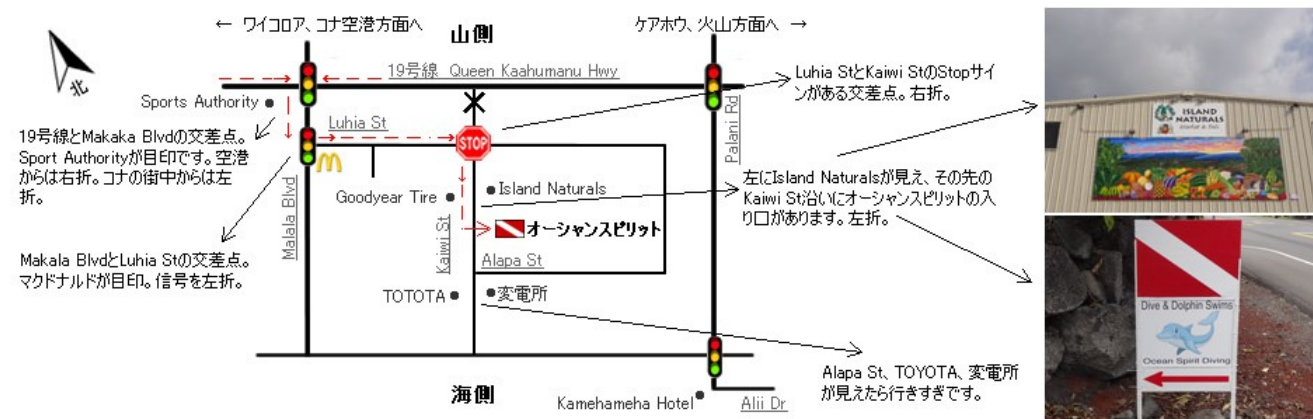 ← ワイコロア、コナ空港方面へ
山側
ケアホウ、火山方面へ →
北
19号線 Queen Kaahumanu Hwy
Sports Authority
Luhia St
STOP
Palani Rd
Luhia StとKaiwi StのStopサイ
ンがある交差点。右折。
19号線とMakaka Blvdの交差点。
Sport Authorityが目印です。空港
からは右折。コナの街中からは左
折。
Malala Blvd
Goodyear Tire
Island Naturals
左にIsland Naturalsが見え、その先の
Kaiwi St沿いにオーシャンスピリットの入
り口があります。左折。
オーシャンスピリット
Kaiwi St
Alapa St
Makala BlvdとLuhia Stの交差点。
マクドナルドが目印。信号を左折。
TOTOTA
変電所
Alapa St、TOYOTA、変電所
が見えたら行きすぎです。
海側
Kamehameha Hotel
Alii Dr
ISLAND
NATURALS
Dive & Dolphin Swims
Ocean Spirit Diving